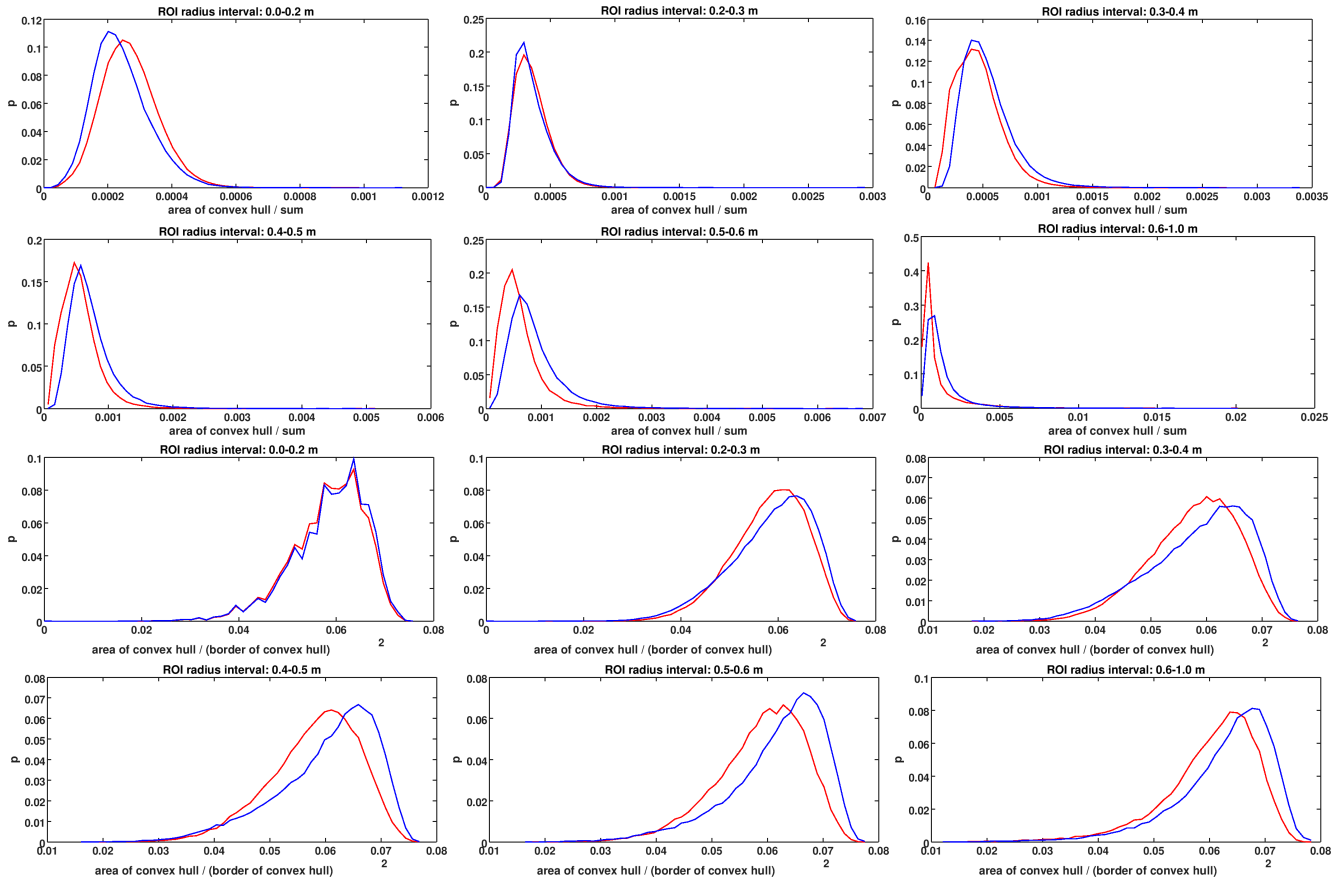 ROI radius interval: 0.0-0.2 m
0.12
0.1
0.08
0.06
0.04
0.02
0
p
0 0.0002 0.0004 0.0006 0.0008 0.001 0.0012
area of convex hull / sum
ROI radius interval: 0.2-0.3 m
0.25
0.2
0.15
0.1
0.05
0
p
0 0.0005 0.001 0.0015 0.002 0.0025 0.003
area of convex hull / sum
ROI radius interval: 0.3-0.4 m
0.16
0.14
0.12
0.1
0.08
0.06
0.04
0.02
0
p
0 0.0005 0.001 0.0015 0.002 0.0025 0.003 0.0035
area of convex hull / sum
ROI radius interval: 0.4-0.5 m
0.2
0.15
0.1
0.05
0
p
0 0.001 0.002 0.003 0.004 0.005 0.006
area of convex hull / sum
ROI radius interval: 0.5-0.6 m
0.25
0.2
0.15
0.1
0.05
0
p
0 0.001 0.002 0.003 0.004 0.005 0.006 0.007
area of convex hull / sum
ROI radius interval: 0.6-1.0 m
0.5
0.4
0.3
0.2
0.1
0
p
0 0.005 0.01 0.015 0.02 0.025
area of convex hull / sum
ROI radius interval: 0.0-0.2 m
0.1
0.08
0.06
0.04
0.02
0
p
0 0.02 0.04 0.06 0.08
area of convex hull / (border of convex hull) 2
ROI radius interval: 0.2-0.3 m
0.1
0.08
0.06
0.04
0.02
0
p
0 0.02 0.04 0.06 0.08
area of convex hull / (border of convex hull) 2
ROI radius interval: 0.3-0.4 m
0.08
0.07
0.06
0.05
0.04
0.03
0.02
0.01
0
p
0.01 0.02 0.03 0.04 0.05 0.06 0.07 0.08
area of convex hull / (border of convex hull) 2
ROI radius interval: 0.4-0.5 m
0.08
0.07
0.06
0.05
0.04
0.03
0.02
0.01
0
p
0.01 0.02 0.03 0.04 0.05 0.06 0.07 0.08
area of convex hull / (border of convex hull) 2
ROI radius interval: 0.5-0.6 m
0.08
0.06
0.04
0.02
0
p
0.01 0.02 0.03 0.04 0.05 0.06 0.07 0.08
area of convex hull / (border of convex hull) 2
ROI radius interval: 0.6-1.0 m
0.1
0.08
0.06
0.04
0.02
0
p
0.01 0.02 0.03 0.04 0.05 0.06 0.07 0.08
area of convex hull / (border of convex hull) 2